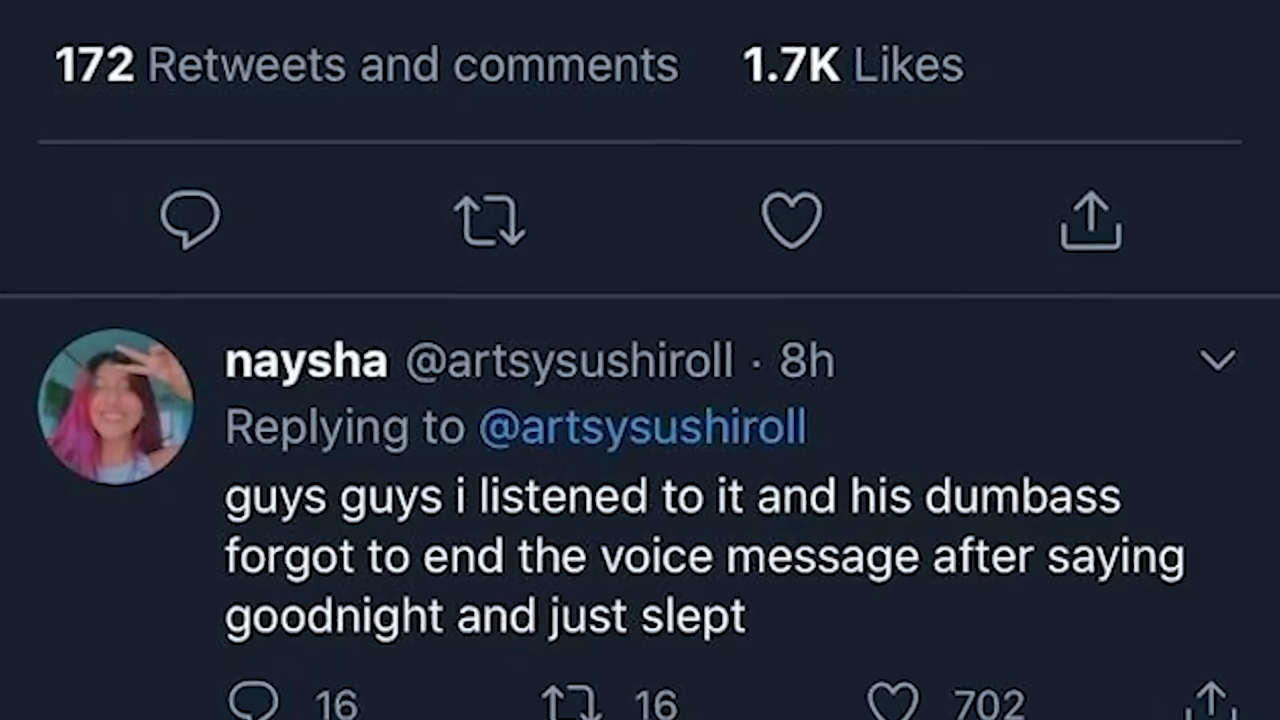 172 Retweets and comments 1.7K Likes
naysha @artsysushiroll · 8h
Replying to @artsysushiroll
guys guys i listened to it and his dumbass
forgot to end the voice message after saying
goodnight and just slept
16 16 702